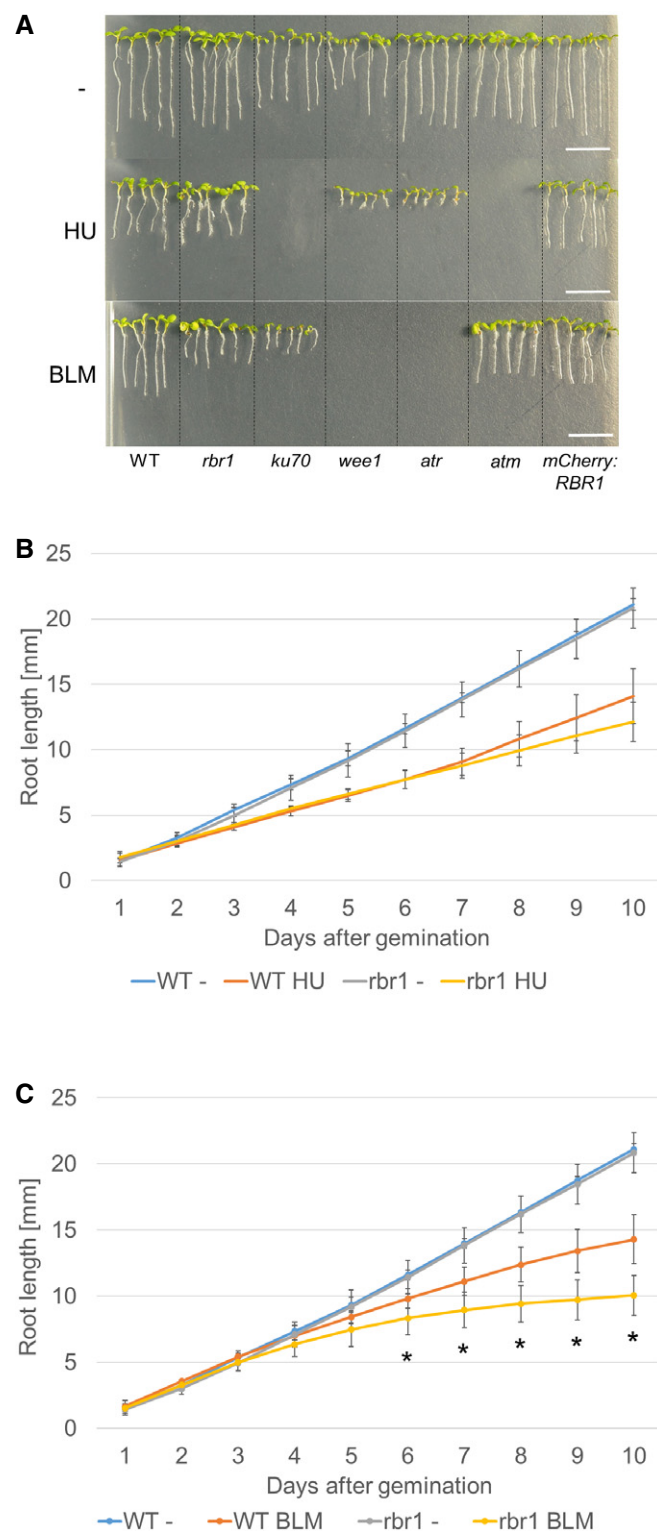 A
-
HU
BLM
WT rbr1 ku70 wee1 atr atm mCherry:
RBR1
B
25
20
15
10
5
0
Root length [mm]
1 2 3 4 5 6 7 8 9 10
Days after gemination
WT - WT HU rbr1 - rbr1 HU
C
25
20
15
10
5
0
Root length [mm]
* * * * *
1 2 3 4 5 6 7 8 9 10
Days after gemination
WT - WT BLM rbr1 - rbr1 BLM